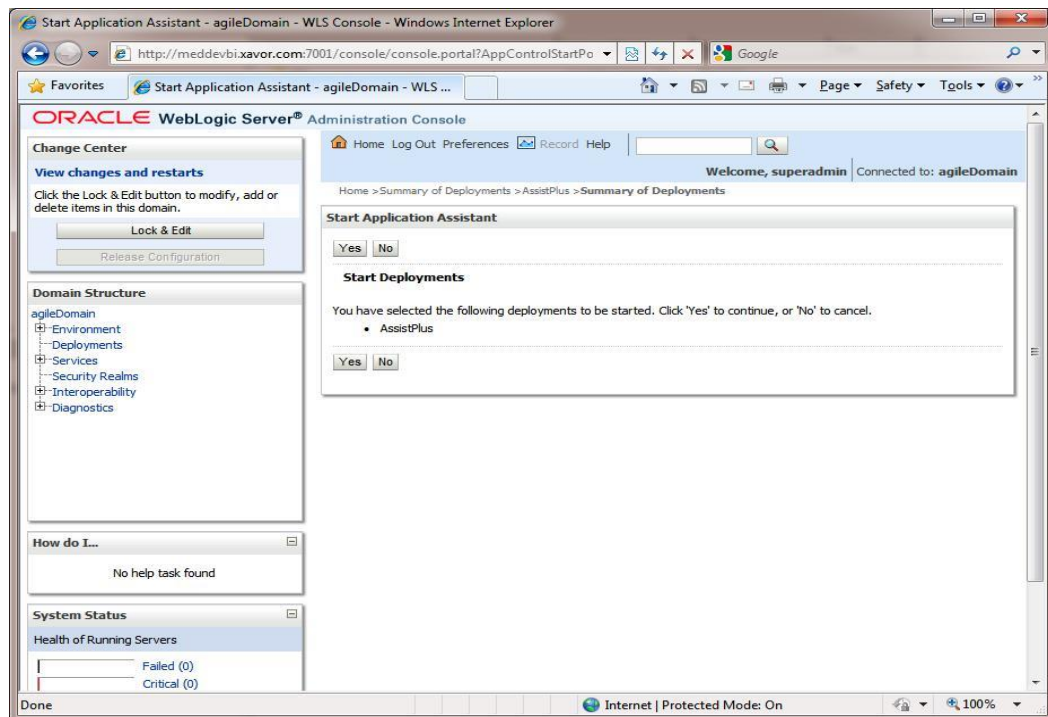 Start Application Assistant - agileDomain - WLS Console - Windows Internet Explorer
http://meddevbi.xavor.com:7001/console/console.portal?AppControlStartPo
Google
Favorites
Start Application Assistant - agileDomain - WLS ...
Page
Safety
Tools
ORACLE WebLogic Server® Administration Console
Change Center
View changes and restarts
Click the Lock & Edit button to modify, add or
delete items in this domain.
Lock & Edit
Release Configuration
Domain Structure
agileDomain
Environment
Deployments
Services
Security Realms
Interoperability
Diagnostics
How do I...
No help task found
System Status
Health of Running Servers
Failed (0)
Critical (0)
Home Log Out Preferences Record Help
Welcome, superadmin Connected to: agileDomain
Home >Summary of Deployments >AssistPlus >Summary of Deployments
Start Application Assistant
Yes No
Start Deployments
You have selected the following deployments to be started. Click 'Yes' to continue, or 'No' to cancel.
• AssistPlus
Yes No
Done
Internet | Protected Mode: On
100%